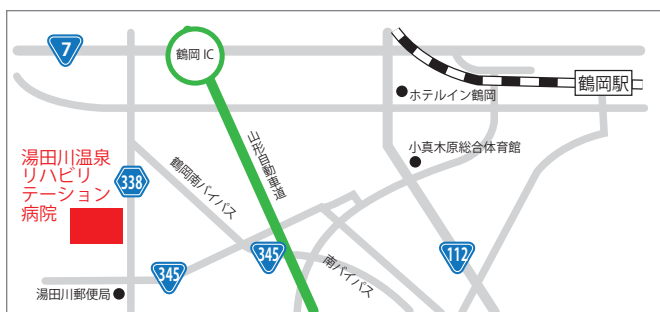 7
鶴岡 IC
鶴岡駅
ホテルイン鶴岡
山形自動車道
小真木原総合体育館
湯田川温泉
リハビリ
テーション
病院
338
鶴岡南バイパス
345
112
345
南バイパス
湯田川郵便局